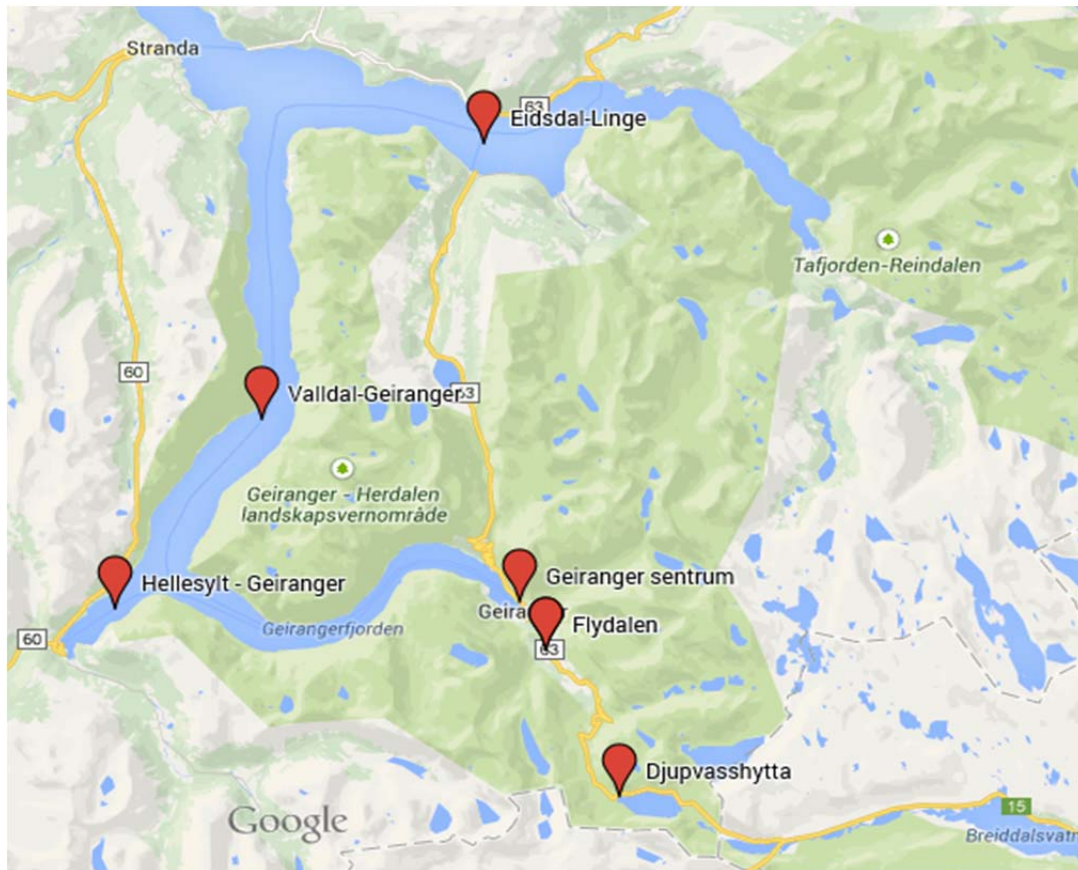 Stranda
63
Eidsdal-Linge
Tafjorden-Reindalen
60
Valldal-Geiranger
63
Geiranger - Herdalen
landskapsvernområde
Hellesylt - Geiranger
Geiranger sentrum
Flydalen
60
Geirangerfjorden
63
Djupvasshytta
Google
15